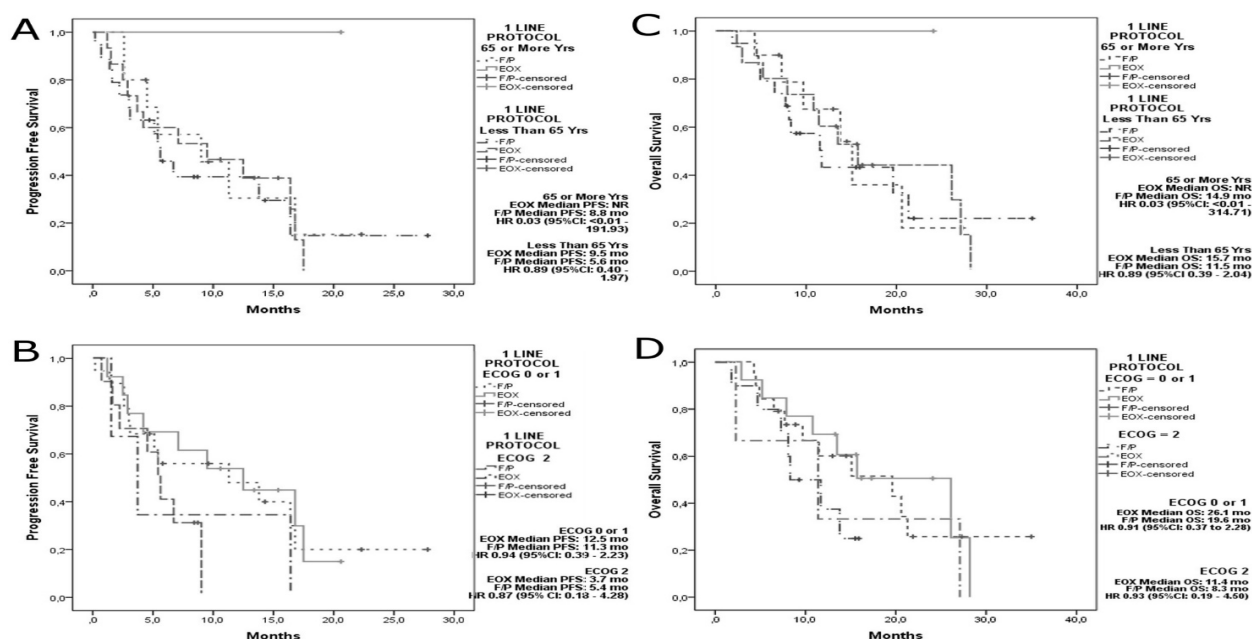 A
Progression Free Survival
1,0
0,8
0,6
0,4
0,2
0,0
,0
5,0
10,0
15,0
20,0
25,0
30,0
Months
1 LINE
PROTOCOL
65 or More Yrs
F/P
EOX
F/P-censored
EOX-censored
1 LINE
PROTOCOL
Less Than 65 Yrs
F/P
EOX
F/P-censored
EOX-censored
65 or More Yrs
EOX Median PFS: NR
F/P Median PFS: 8.8 mo
HR 0.03 (95%CI: <0.01 -
191.93)
Less Than 65 Yrs
EOX Median PFS: 9.5 mo
F/P Median PFS: 5.6 mo
HR 0.89 (95%CI: 0.40 -
1.97)
C
Overall Survival
1,0
0,8
0,6
0,4
0,2
0,0
,0
10,0
20,0
30,0
40,0
Months
1 LINE
PROTOCOL
65 or More Yrs
F/P
EOX
F/P-censored
EOX-censored
1 LINE
PROTOCOL
Less Than 65 Yrs
F/P
EOX
F/P-censored
EOX-censored
65 or More Yrs
EOX Median OS: NR
F/P Median OS: 14.9 mo
HR 0.03 (95%CI: <0.01 -
314.71)
Less Than 65 Yrs
EOX Median OS: 15.7 mo
F/P Median OS: 11.5 mo
HR 0.89 (95%CI 0.39 - 2.04)
B
Progression Free Survival
1,0
0,8
0,6
0,4
0,2
0,0
,0
5,0
10,0
15,0
20,0
25,0
30,0
Months
1 LINE
PROTOCOL
ECOG 0 or 1
F/P
EOX
F/P-censored
EOX-censored
1 LINE
PROTOCOL
ECOG 2
F/P
EOX
F/P-censored
EOX-censored
ECOG 0 or 1
EOX Median PFS: 12.5 mo
F/P Median PFS: 11.3 mo
HR 0.94 (95%CI: 0.39 - 2.23)
ECOG 2
EOX Median PFS: 3.7 mo
F/P Median PFS: 5.4 mo
HR 0.87 (95% CI: 0.18 - 4.28)
D
Overall Survival
1,0
0,8
0,6
0,4
0,2
0,0
,0
10,0
20,0
30,0
40,0
Months
1 LINE
PROTOCOL
ECOG = 0 or 1
F/P
EOX
F/P-censored
EOX-censored
ECOG = 2
F/P
EOX
F/P-censored
EOX-censored
ECOG 0 or 1
EOX Median OS: 26.1 mo
F/P Median OS: 19.6 mo
HR 0.91 (95%CI: 0.37 to 2.28)
ECOG 2
EOX Median OS: 11.4 mo
F/P Median OS: 8.3 mo
HR 0.93 (95%CI: 0.19 - 4.50)